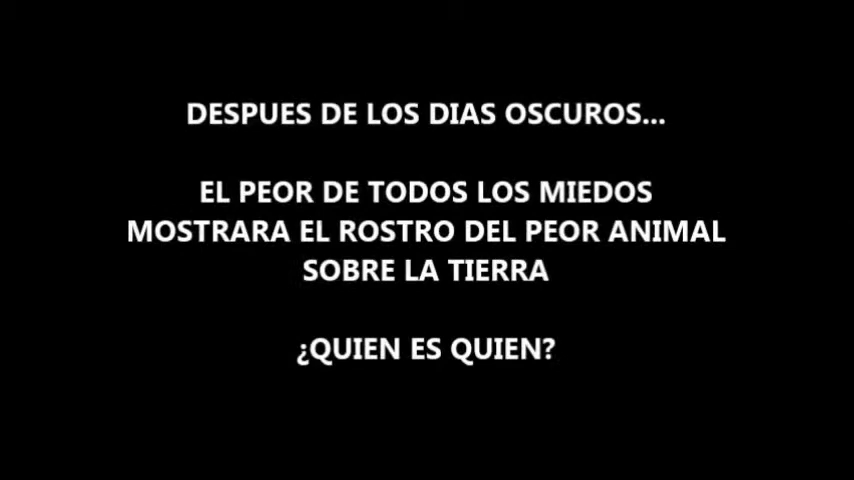 DESPUES DE LOS DIAS OSCUROS...
EL PEOR DE TODOS LOS MIEDOS
MOSTRARA EL ROSTRO DEL PEOR ANIMAL
SOBRE LA TIERRA
¿QUIEN ES QUIEN?